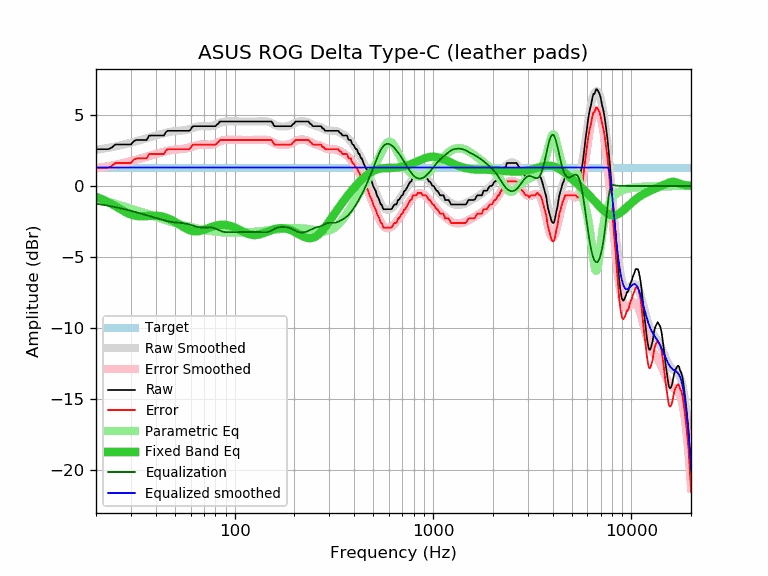 ASUS ROG Delta Type-C (leather pads)
5
0
−5
−10
−15
−20
Amplitude (dBr)
Target
Raw Smoothed
Error Smoothed
Raw
Error
Parametric Eq
Fixed Band Eq
Equalization
Equalized smoothed
100
1000
10000
Frequency (Hz)